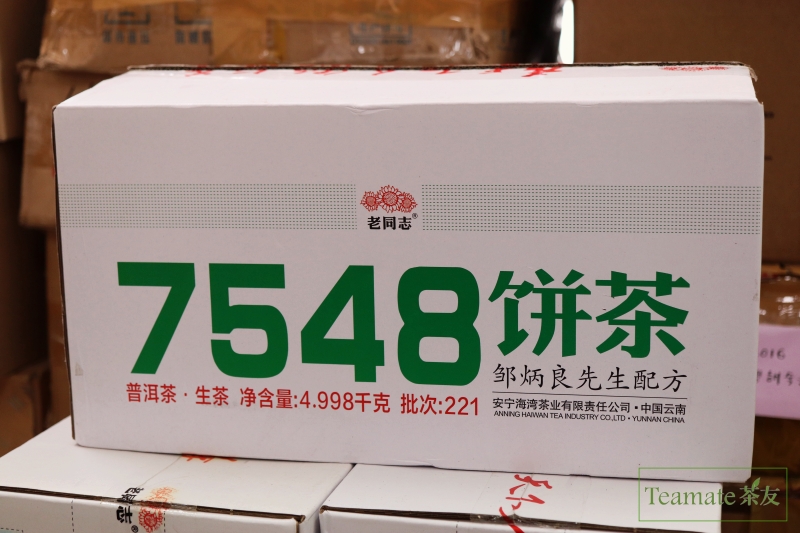 老同志®
7548饼茶
邹炳良先生配方
普洱茶·生茶 净含量:4.998千克 批次:221
安宁海湾茶业有限责任公司·中国云南
ANNING HAIWAN TEA INDUSTRY CO.,LTD·YUNNAN CHINA
老同志
Teamate茶友